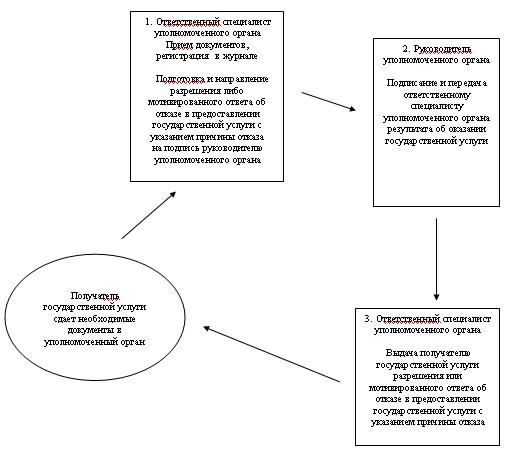 1. Ответственный специалист
уполномоченного органа
Прием документов,
регистрация в журнале
Подготовка и направление
разрешения либо
мотивированного ответа об
отказе в предоставлении
государственной услуги с
указанием причины отказа
на подпись руководителю
уполномоченного органа
2. Руководитель
уполномоченного органа
Подписание и передача
ответственному
специалисту
уполномоченного органа
результата об оказании
государственной услуги
3. Ответственный специалист
уполномоченного органа
Выдача получателю
государственной услуги
разрешения или
мотивированного ответа об
отказе в предоставлении
государственной услуги с
указанием причины отказа
Получатель
государственной услуги
сдает необходимые
документы в
уполномоченный орган